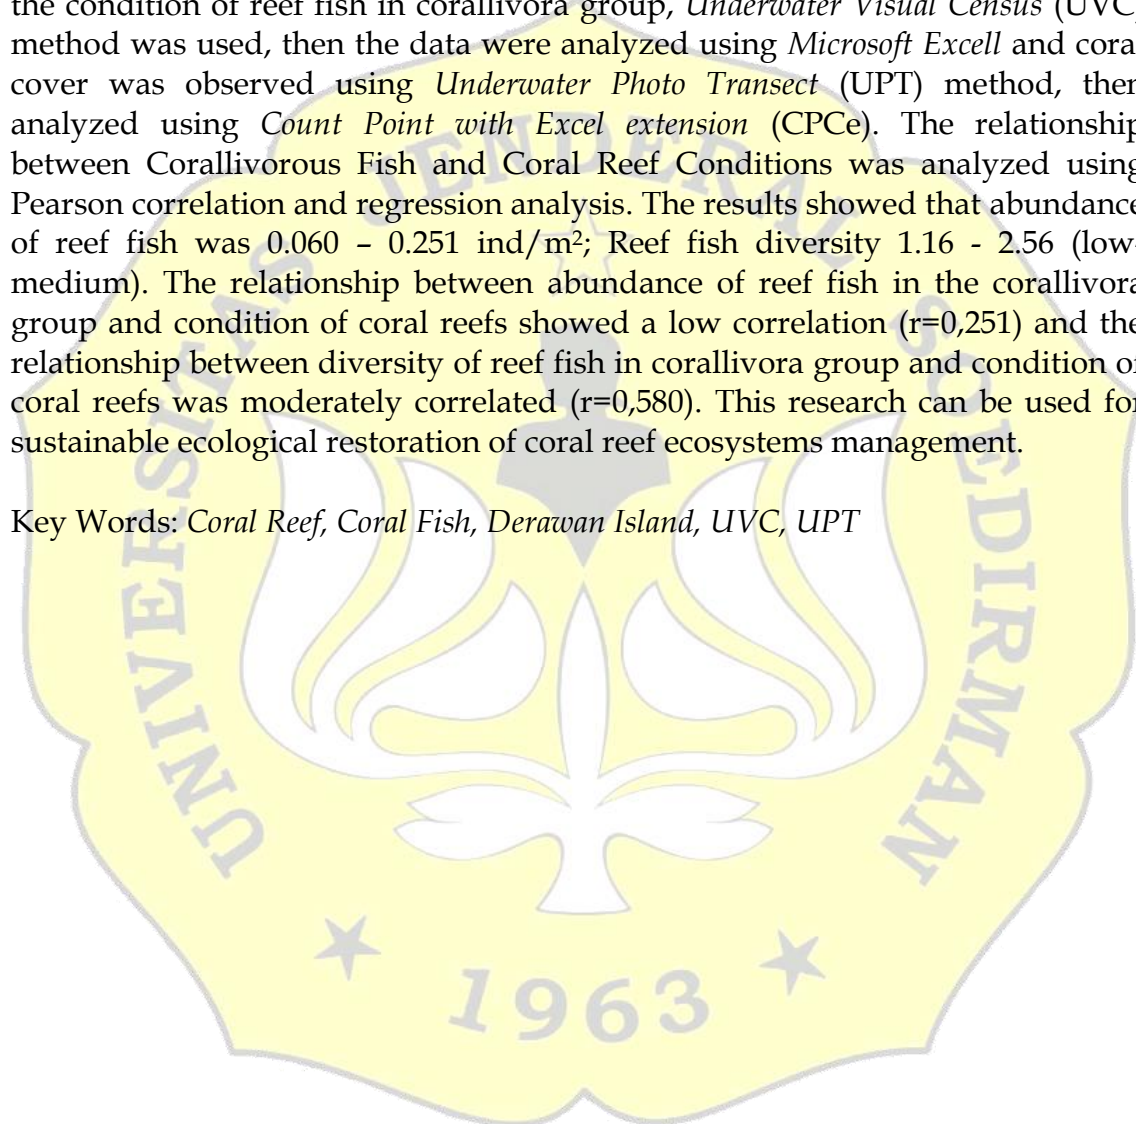 the condition of reef fish in corallivora group, Underwater Visual Census (UVC)
method was used, then the data were analyzed using Microsoft Excell and coral
cover was observed using Underwater Photo Transect (UPT) method, then
analyzed using Count Point with Excel extension (CPCe). The relationship
between Corallivorous Fish and Coral Reef Conditions was analyzed using
Pearson correlation and regression analysis. The results showed that abundance
of reef fish was 0.060 – 0.251 ind/m²; Reef fish diversity 1.16 - 2.56 (low-
medium). The relationship between abundance of reef fish in the corallivora
group and condition of coral reefs showed a low correlation (r=0,251) and the
relationship between diversity of reef fish in corallivora group and condition of
coral reefs was moderately correlated (r=0,580). This research can be used for
sustainable ecological restoration of coral reef ecosystems management.
Key Words: Coral Reef, Coral Fish, Derawan Island, UVC, UPT
UNIVERSITAS JENDERAL SOEDIRMAN
1963